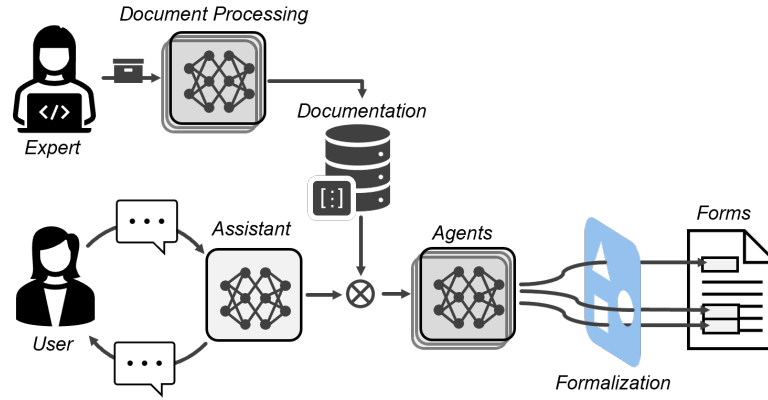 Document Processing
</>
Expert
Documentation
[:]
User
Assistant
Agents
Formalization
Forms